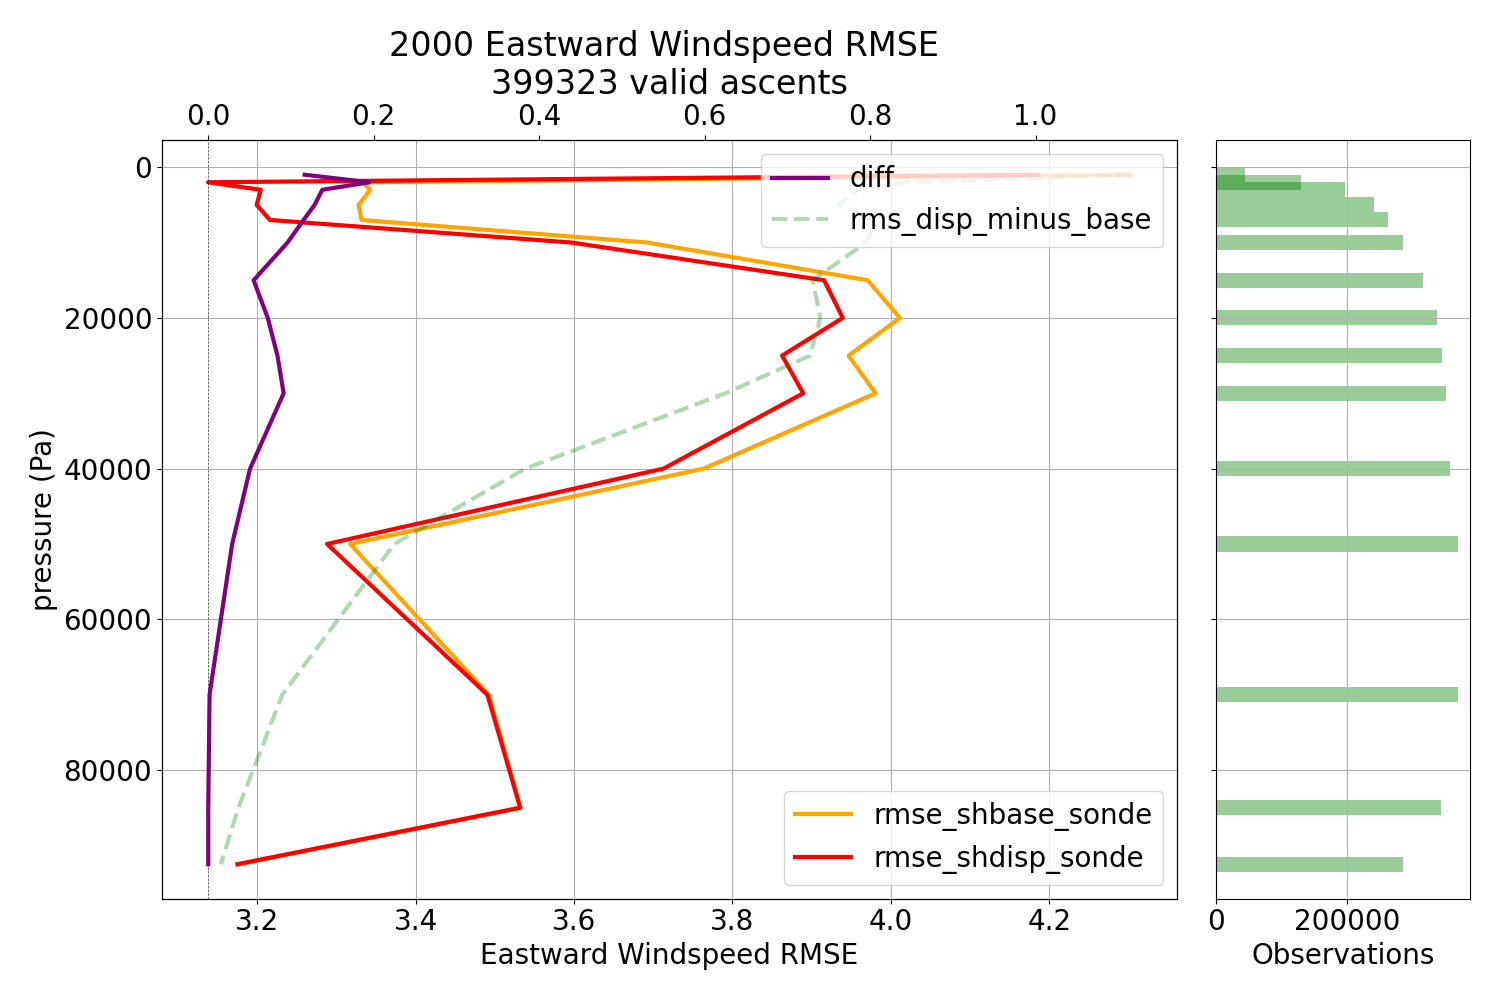 2000 Eastward Windspeed RMSE
399323 valid ascents
0.0 0.2 0.4 0.6 0.8 1.0
diff
rms_disp_minus_base
0
20000
40000
60000
80000
pressure (Pa)
rmse_shbase_sonde
rmse_shdisp_sonde
3.2 3.4 3.6 3.8 4.0 4.2
Eastward Windspeed RMSE
0 200000
Observations